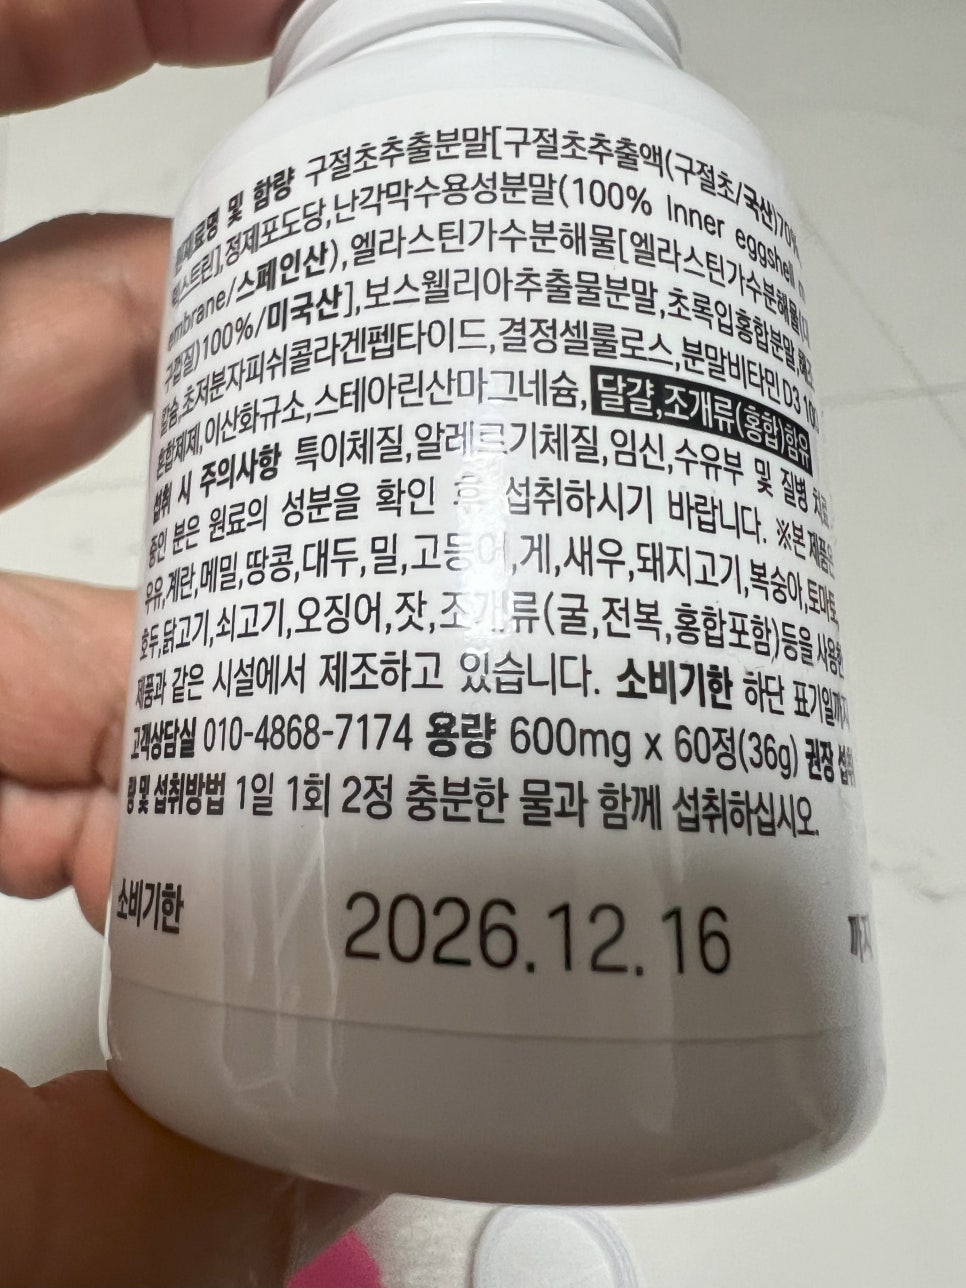 및 함량 구절초추출분말[구절초추출액(구절초/국산)70%
정제포도당,난각막수용성분말(100% Inner eggshell m
embrane/스페인산),엘라스틴가수분해물[엘라스틴가수분해물(
100%/미국산],보스웰리아추출물분말,초록입홍합분말,
칼슘,초저분자피쉬콜라겐펩타이드,결정셀룰로스,분말비타민D3
혼합제제,이산화규소,스테아린산마그네슘, 달걀,조개류(홍합)함유
섭취 시 주의사항 특이체질,알레르기체질,임신,수유부 및 질병
중인 분은 원료의 성분을 확인 후 섭취하시기 바랍니다. ※본 제품은
우유,계란,메밀,땅콩,대두,밀,고등어,게,새우,돼지고기,복숭아,토마토,
호두,닭고기,쇠고기,오징어,잣,조개류(굴,전복,홍합포함)등을 사용한
제품과 같은 시설에서 제조하고 있습니다. 소비기한 하단 표기일까지
고객상담실 010-4868-7174 용량 600mg x 60정(36g) 권장 섭취
량 및 섭취방법 1일 1회 2정 충분한 물과 함께 섭취하십시오.
소비기한 2026.12.16 까지